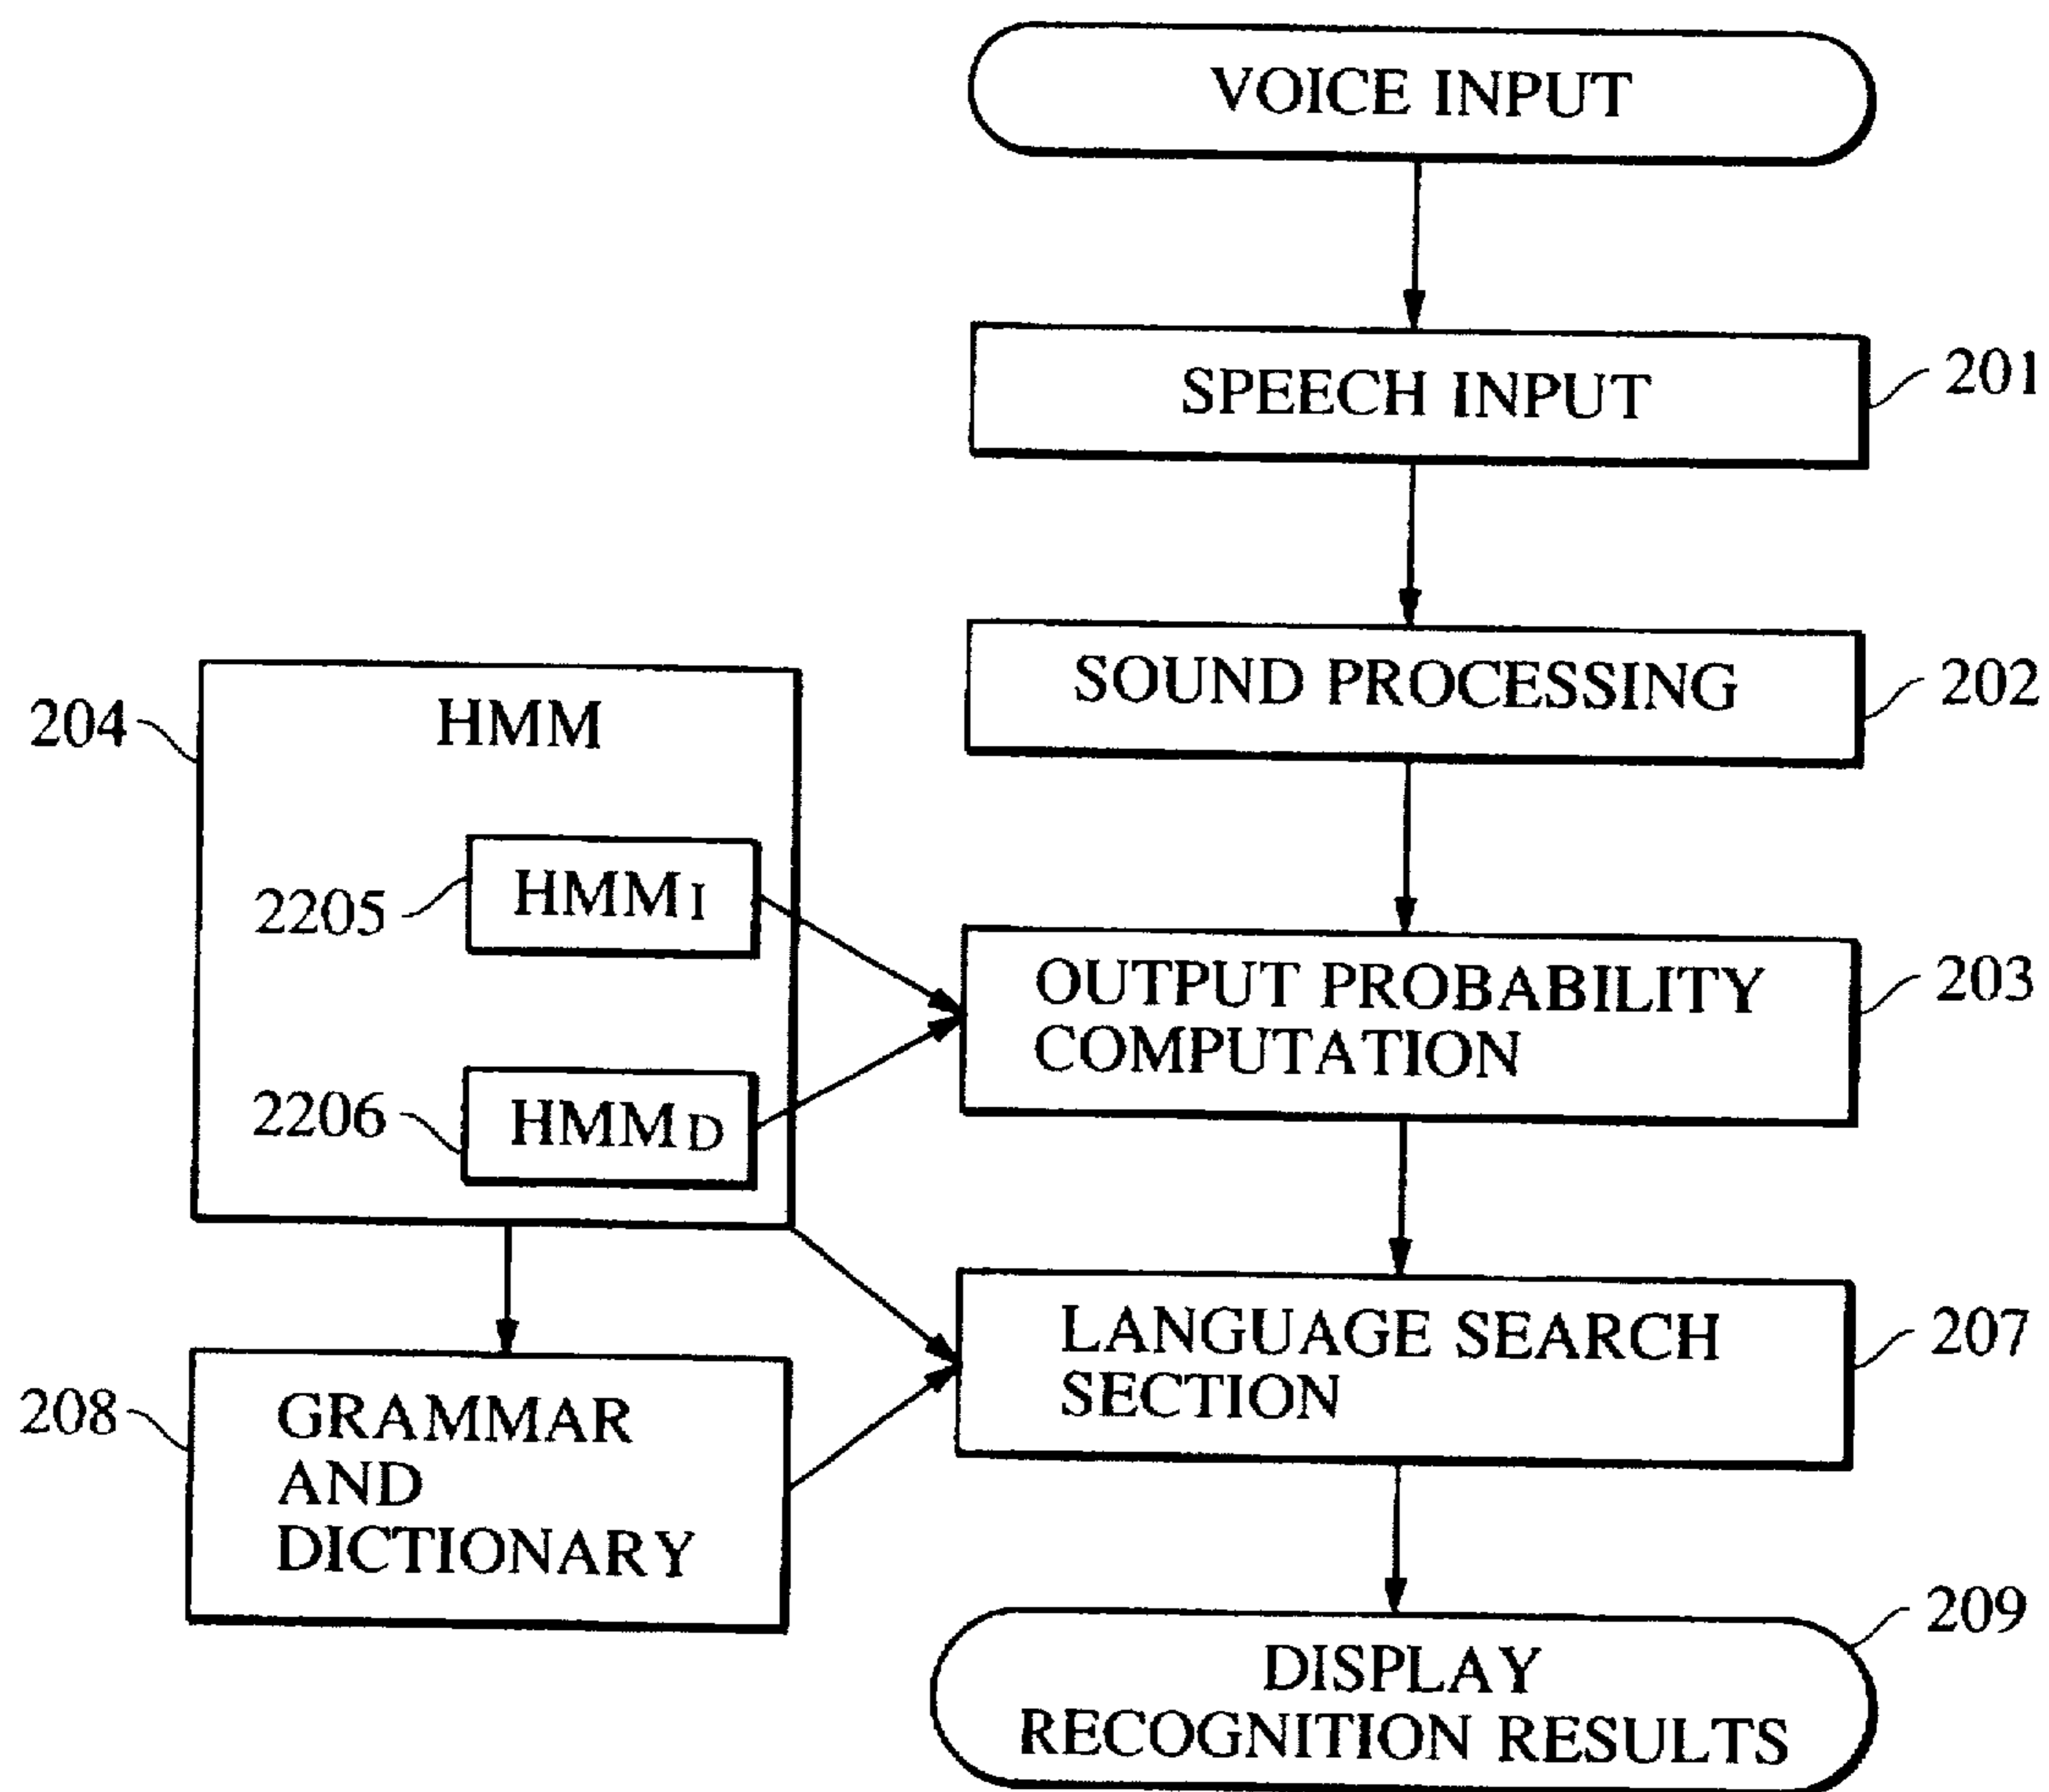 VOICE INPUT
SPEECH INPUT
201
SOUND PROCESSING
202
204
HMM
2205
HMMI
OUTPUT PROBABILITY
COMPUTATION
203
2206
HMMD
LANGUAGE SEARCH
SECTION
207
208
GRAMMAR
AND
DICTIONARY
209
DISPLAY
RECOGNITION RESULTS